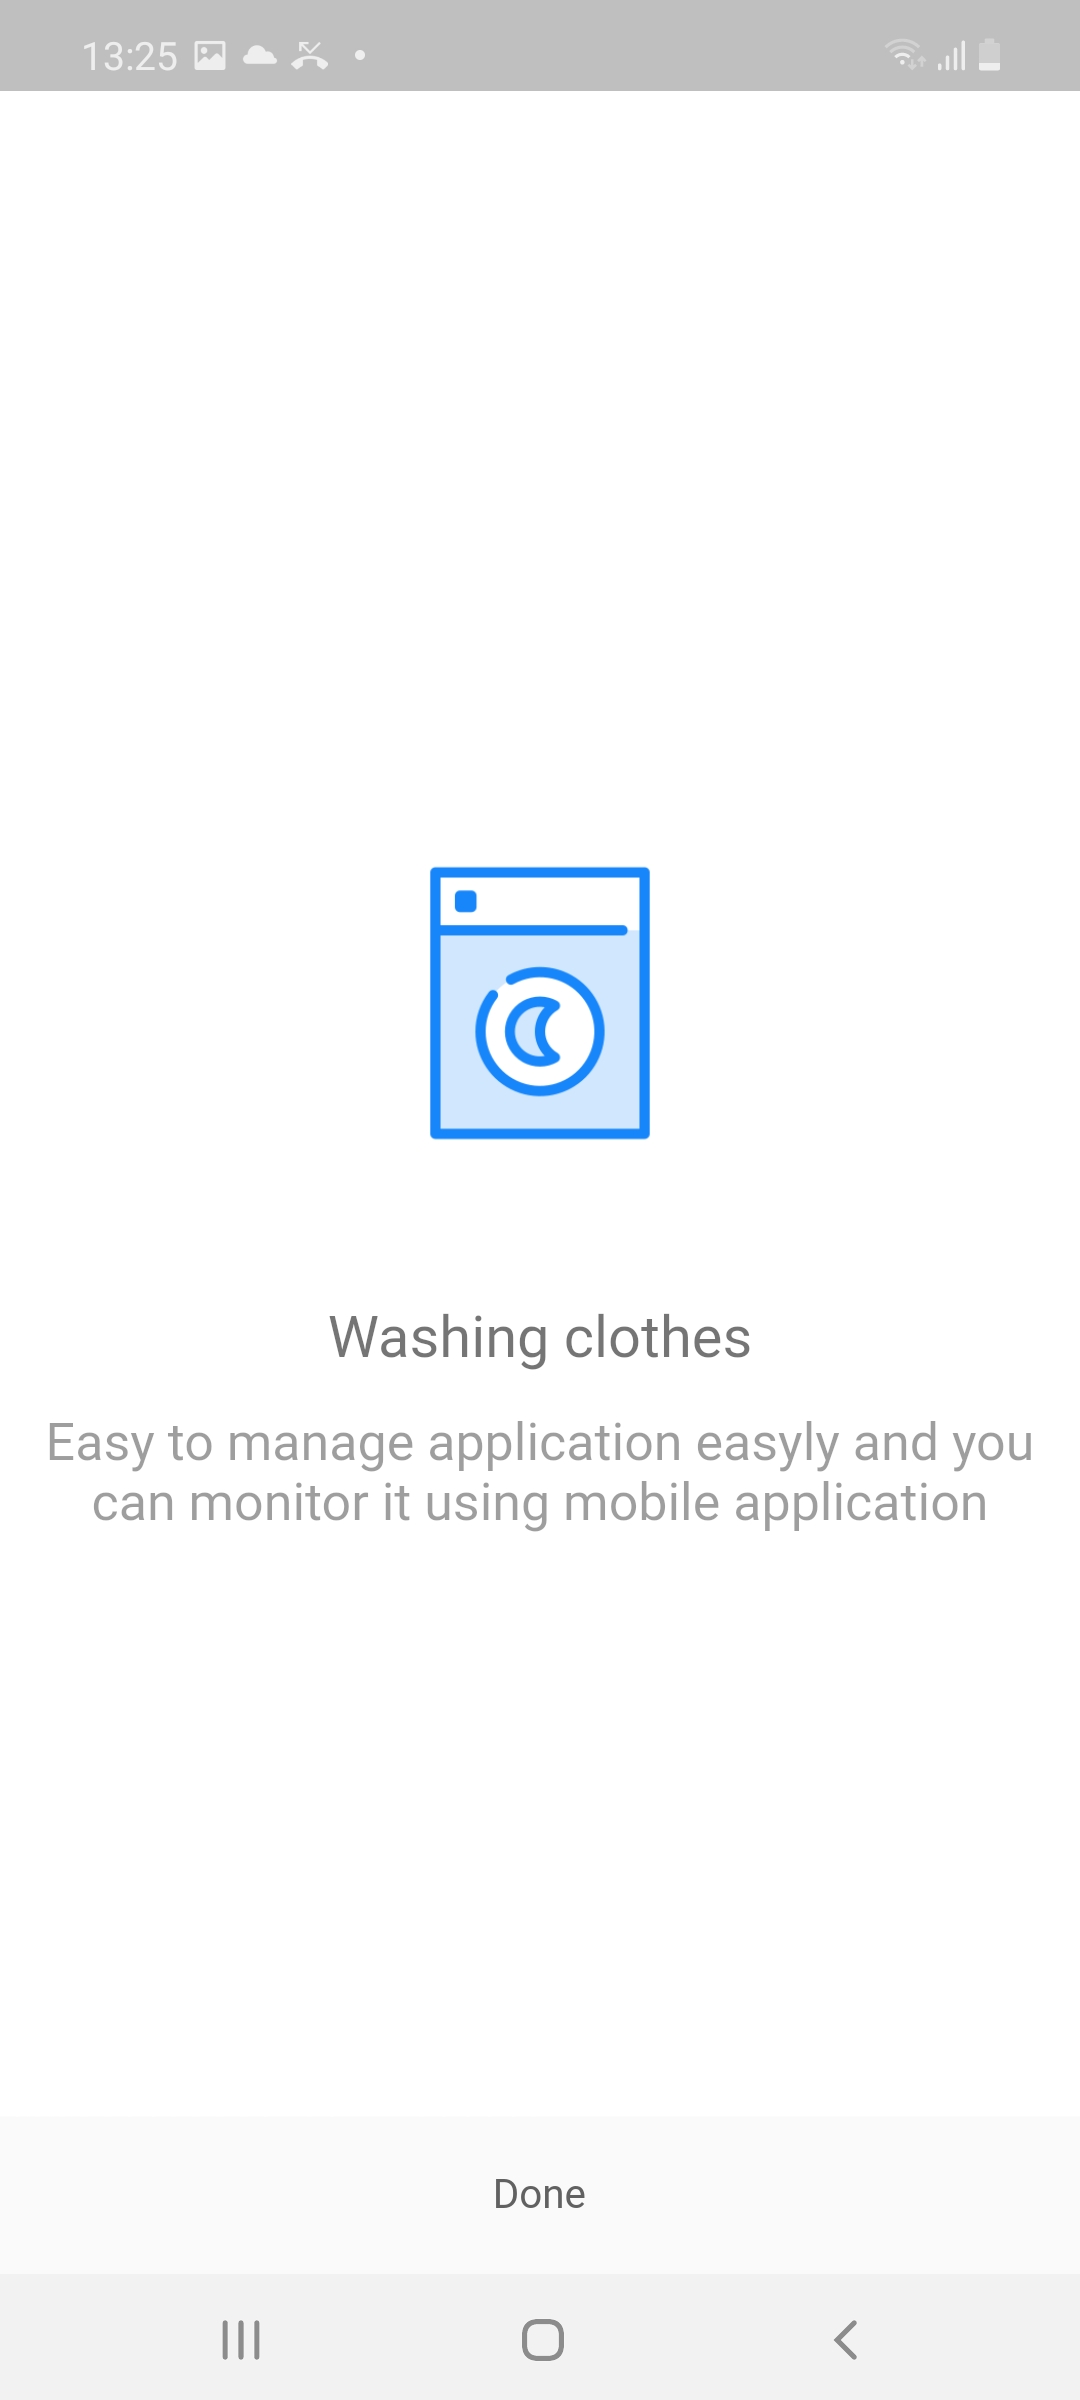 13:25
Washing clothes
Easy to manage application easyly and you
can monitor it using mobile application
Done